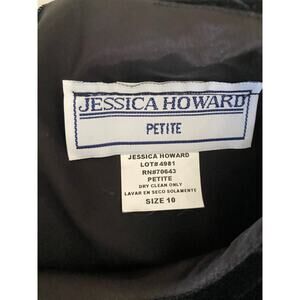 JESSICA HOWARD
PETITE
JESSICA HOWARD
LOT# 4981
RN#70643
PETITE
DRY CLEAN ONLY
LAVAR EN SECO SOLAMENTE
SIZE 10